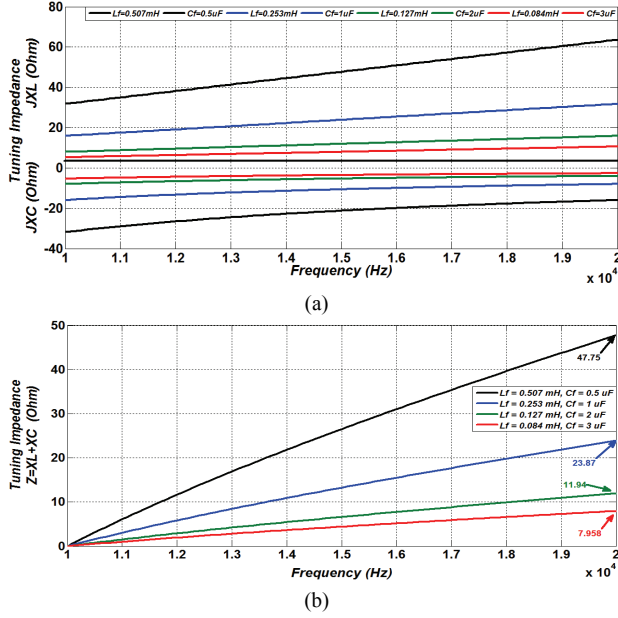 Lf=0.507mH Cf=0.5uF Lf=0.253mH Cf=1uF Lf=0.127mH Cf=2uF Lf=0.084mH Cf=3uF
80
60
40
20
0
-20
-40
Tuning Impedance
JXC (Ohm) JXL (Ohm)
1 1.1 1.2 1.3 1.4 1.5 1.6 1.7 1.8 1.9 2
Frequency (Hz)
x 10^4
(a)
50
40
30
20
10
0
Tuning Impedance
Z=XL+XC (Ohm)
47.75
Lf = 0.507 mH, Cf = 0.5 uF
Lf = 0.253 mH, Cf = 1 uF
Lf = 0.127 mH, Cf = 2 uF
Lf = 0.084 mH, Cf = 3 uF
23.87
11.94
7.958
1 1.1 1.2 1.3 1.4 1.5 1.6 1.7 1.8 1.9 2
Frequency (Hz)
x 10^4
(b)